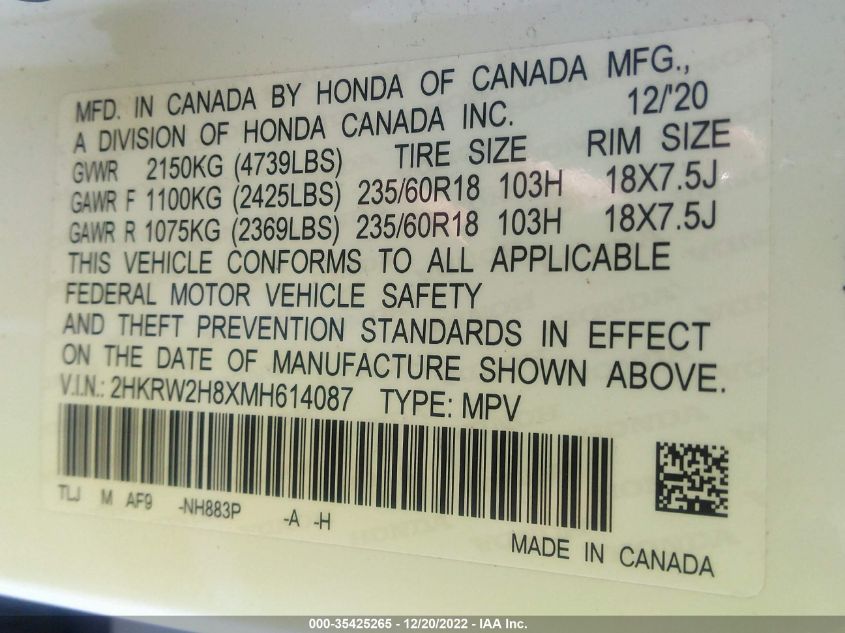 MFD. IN CANADA BY HONDA OF CANADA MFG.,
A DIVISION OF HONDA CANADA INC. 12/'20
GVWR 2150KG (4739LBS) TIRE SIZE RIM SIZE
GAWR F 1100KG (2425LBS) 235/60R18 103H 18X7.5J
GAWR R 1075KG (2369LBS) 235/60R18 103H 18X7.5J
THIS VEHICLE CONFORMS TO ALL APPLICABLE
FEDERAL MOTOR VEHICLE SAFETY
AND THEFT PREVENTION STANDARDS IN EFFECT
ON THE DATE OF MANUFACTURE SHOWN ABOVE.
V.I.N.: 2HKRW2H8XMH614087 TYPE: MPV
TLJ M AF9 -NH883P -A -H
MADE IN CANADA
000-35425265 - 12/20/2022 - IAA Inc.